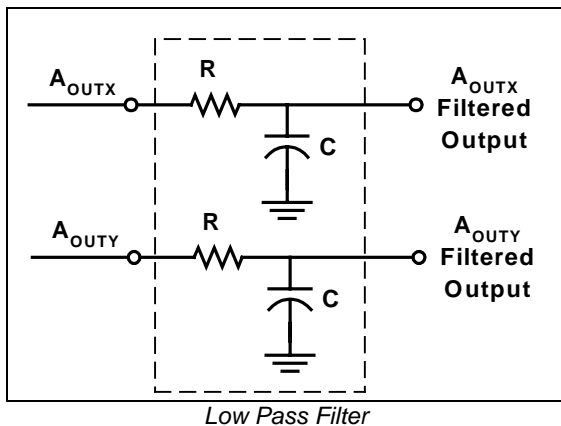 A_OUTX
R
C
A_OUTX
Filtered
Output
A_OUTY
R
C
A_OUTY
Filtered
Output
Low Pass Filter